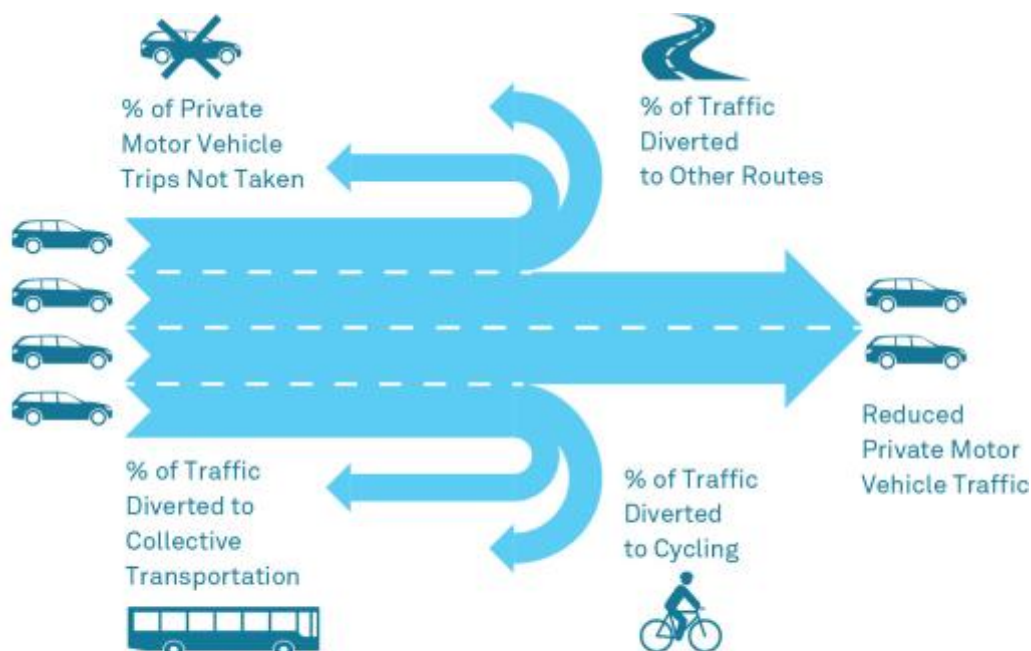 % of Private
Motor Vehicle
Trips Not Taken
% of Traffic
Diverted
to Other Routes
Reduced
Private Motor
Vehicle Traffic
% of Traffic
Diverted to
Collective
Transportation
% of Traffic
Diverted
to Cycling